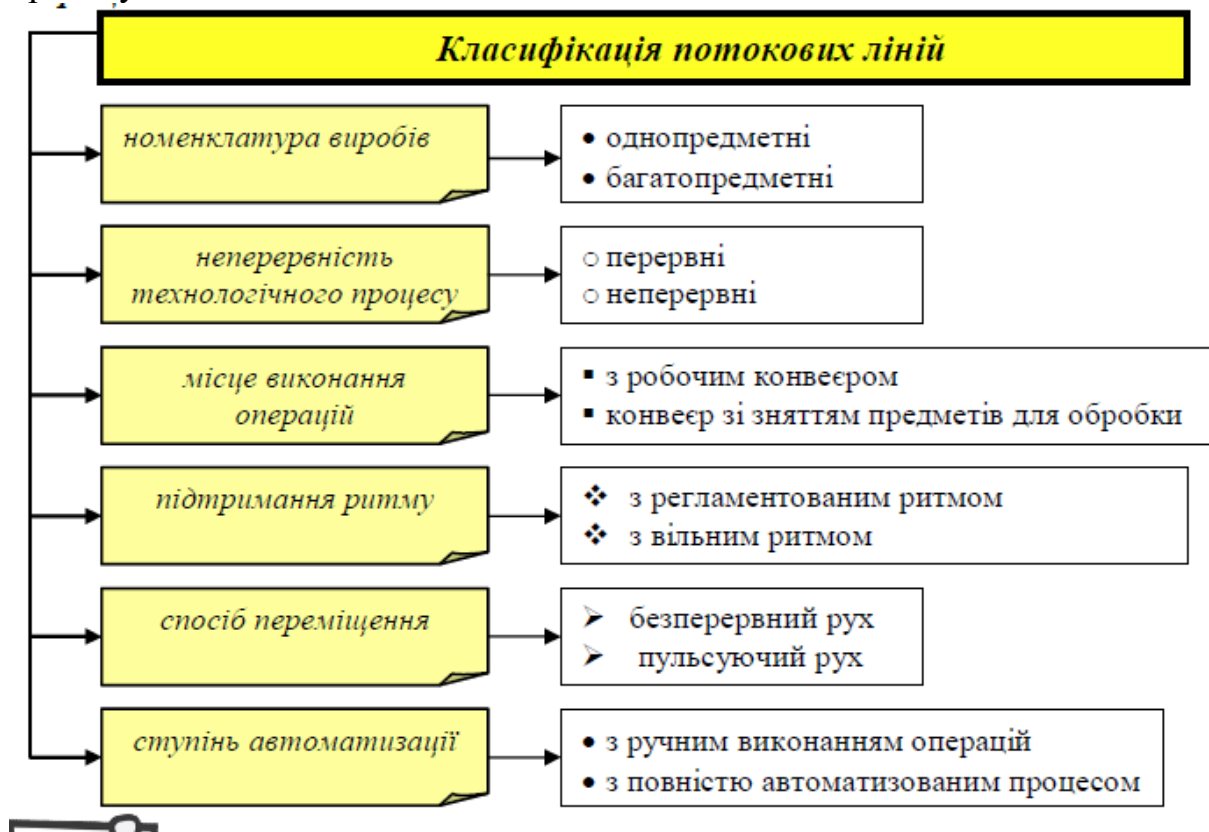 Класифікація потокових ліній
номенклатура виробів
• однопредметні
• багатопредметні
неперервність
технологічного процесу
○ перервні
○ неперервні
місце виконання
операцій
▪ з робочим конвеєром
▪ конвеєр зі зняттям предметів для обробки
підтримання ритму
❖ з регламентованим ритмом
❖ з вільним ритмом
спосіб переміщення
➢ безперервний рух
➢ пульсуючий рух
ступінь автоматизації
• з ручним виконанням операцій
• з повністю автоматизованим процесом